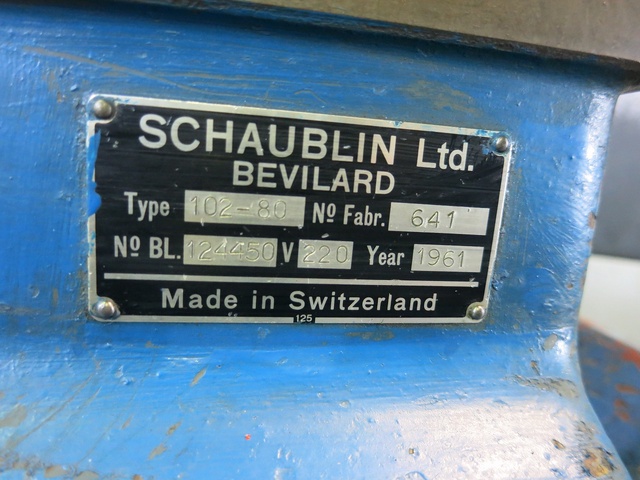 SCHAUBLIN Ltd.
BEVILARD
Type 102-80 Nº Fabr. 641
Nº BL. 124450 V 220 Year 1961
Made in Switzerland
125